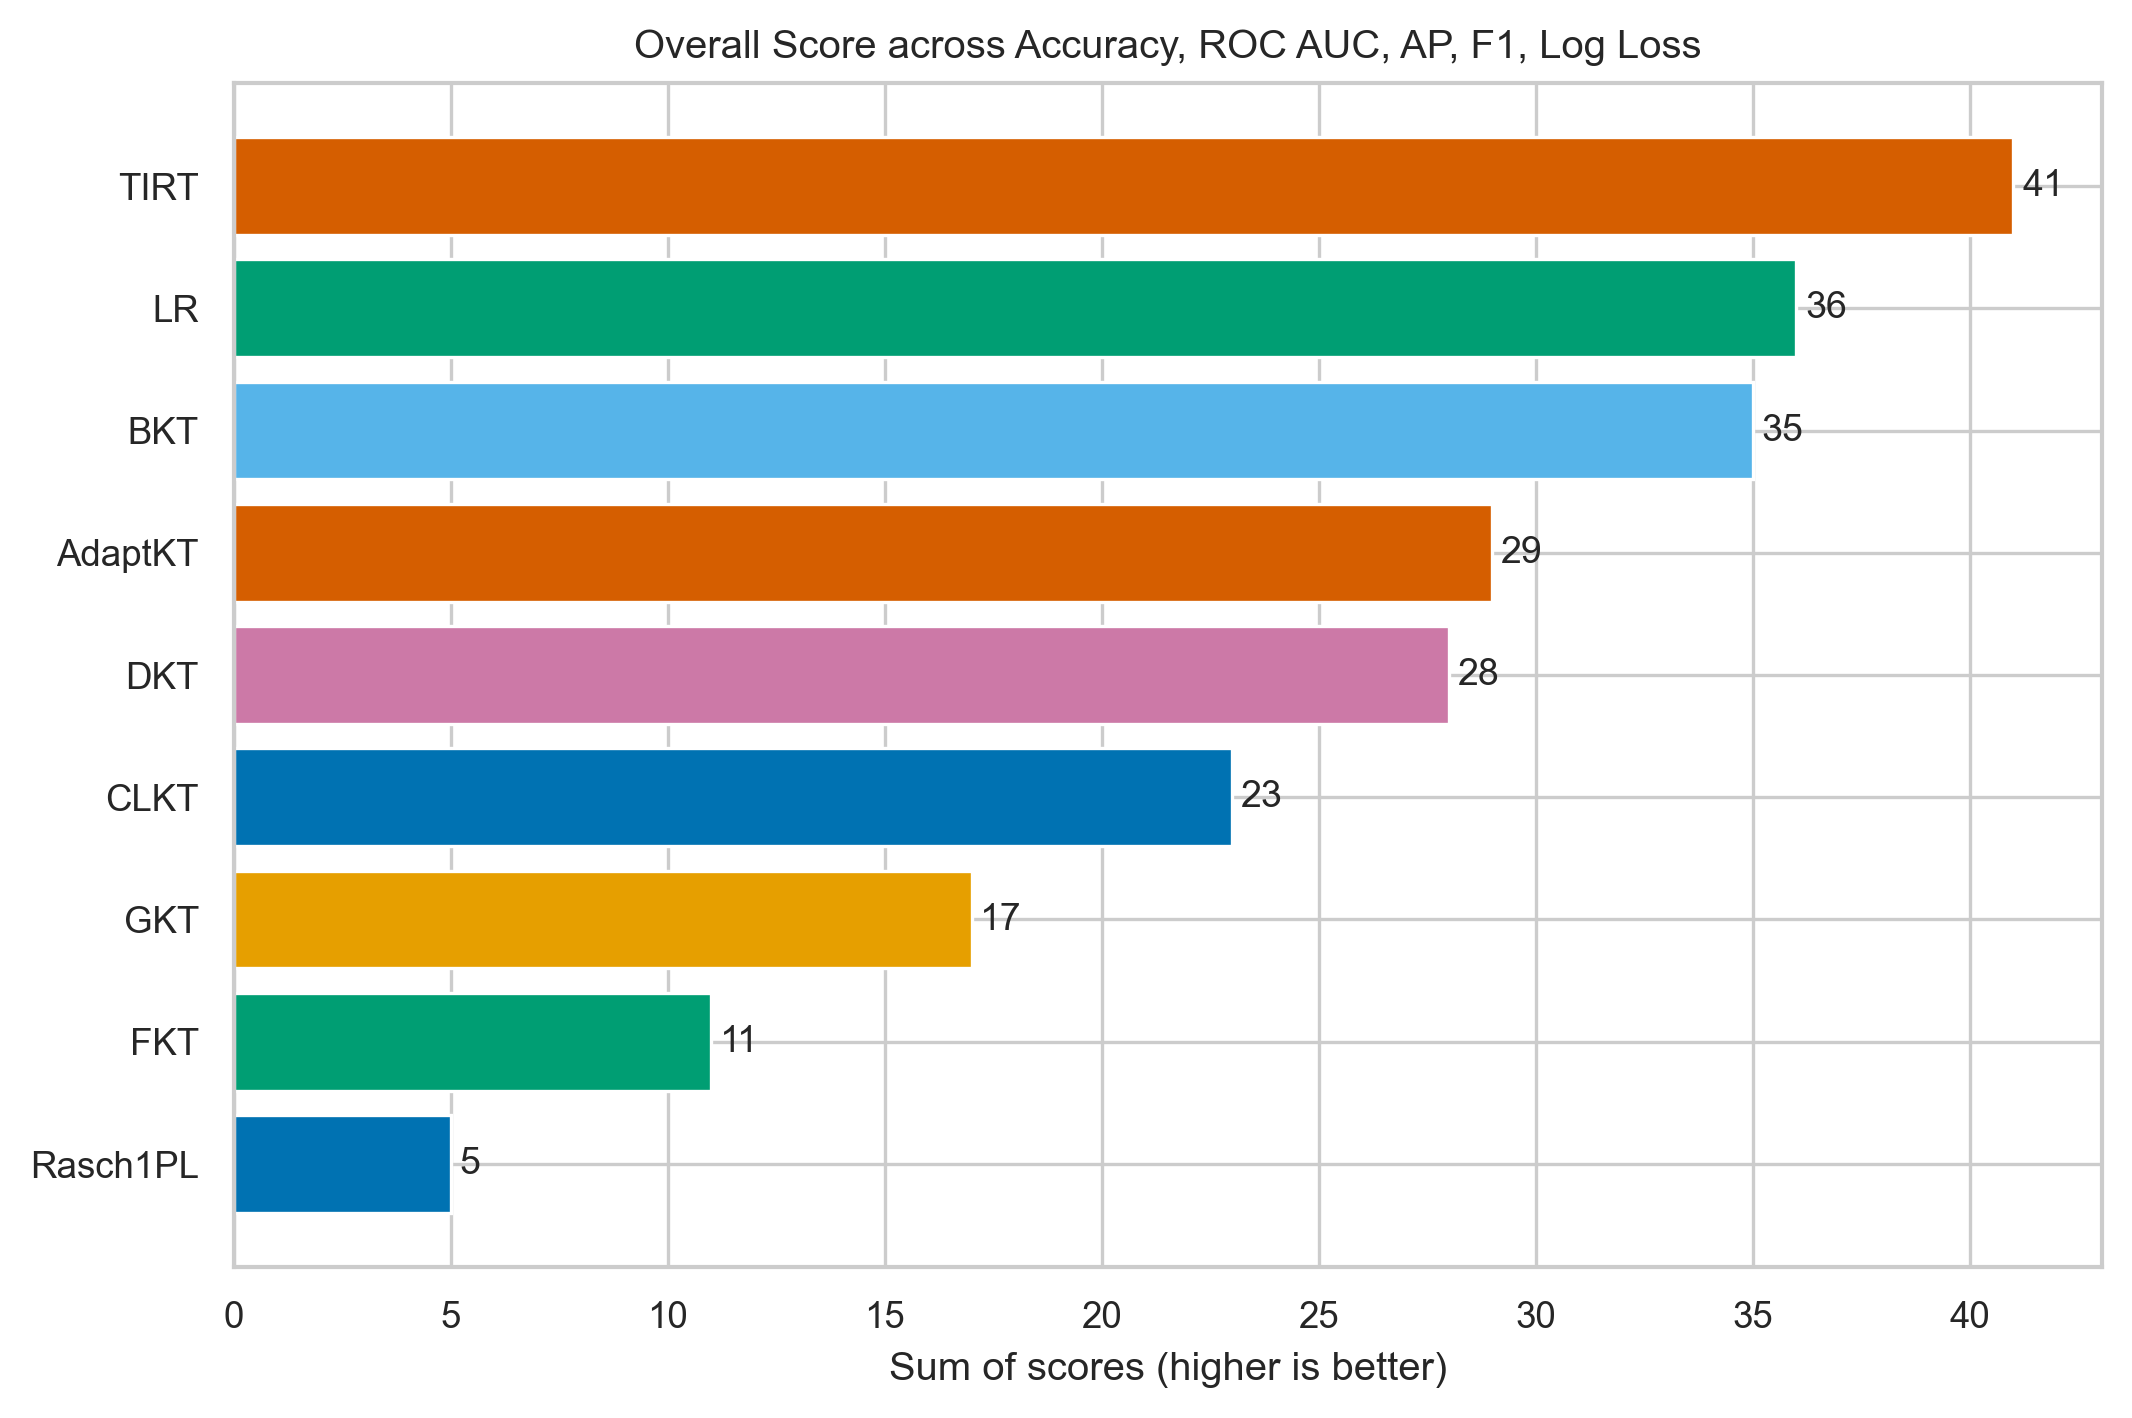 Overall Score across Accuracy, ROC AUC, AP, F1, Log Loss
TIRT 41
LR 36
BKT 35
AdaptKT 29
DKT 28
CLKT 23
GKT 17
FKT 11
Rasch1PL 5
0 5 10 15 20 25 30 35 40
Sum of scores (higher is better)